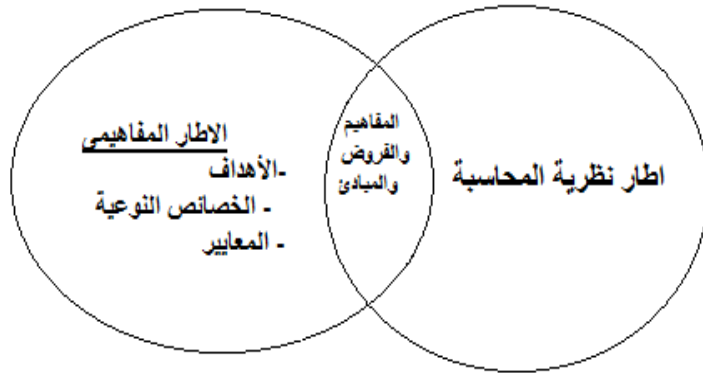 اطار نظرية المحاسبة
المفاهيم
والفروض
والمبادئ
الاطار المفاهيمى
-الأهداف
- الخصائص النوعية
- المعايير